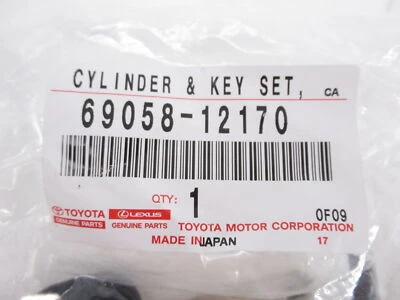 CYLINDER & KEY SET, CA
69058-12170
QTY: 1
TOYOTA LEXUS 0F09
GENUINE PARTS GENUINE PARTS TOYOTA MOTOR CORPORATION
MADE IN JAPAN 17